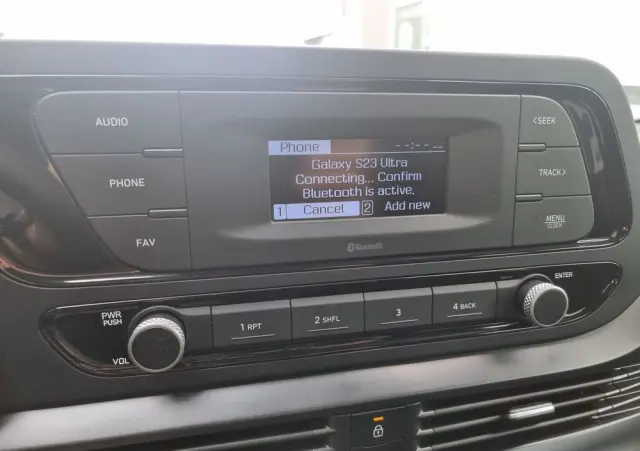 AUDIO
PHONE
FAV
Phone
--:--
Galaxy S23 Ultra
Connecting... Confirm
Bluetooth is active.
1 Cancel 2 Add new
Bluetooth
<SEEK
TRACK>
MENU
CLOCK
PWR
PUSH
VOL
1 RPT
2 SHFL
3
4 BACK
ENTER